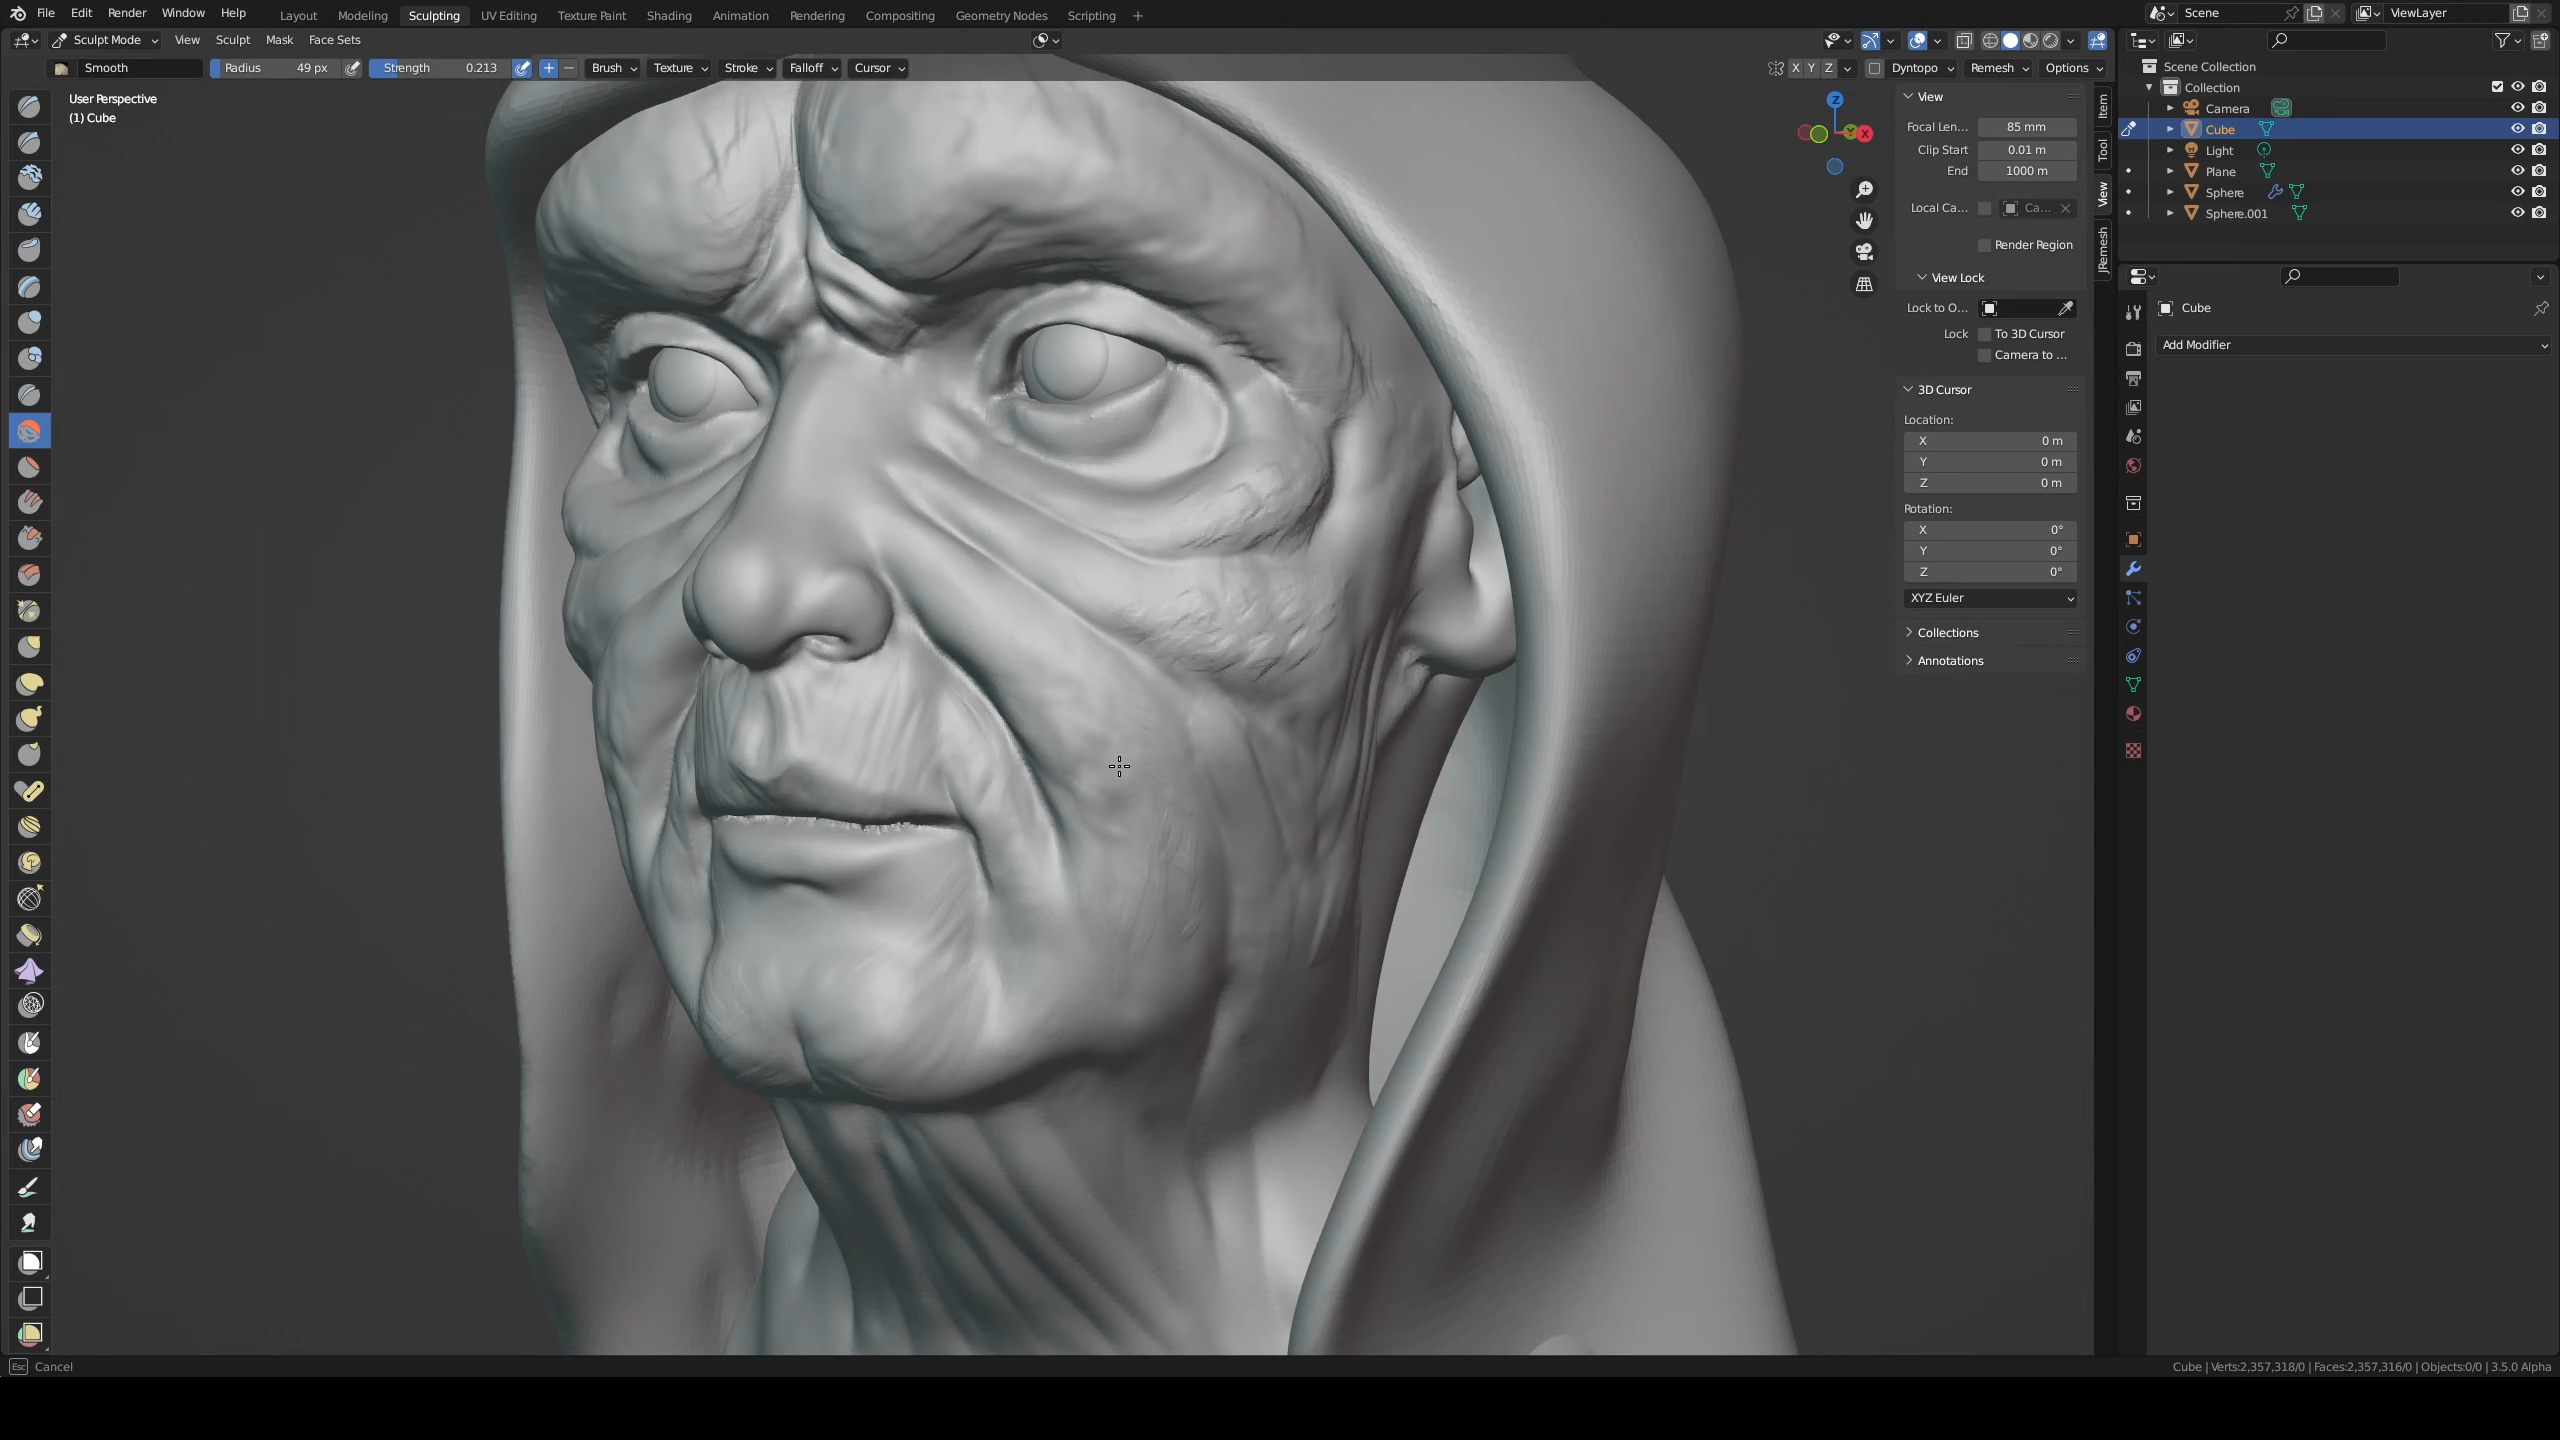 File Edit Render Window Help Layout Modeling Sculpting UV Editing Texture Paint Shading Animation Rendering Compositing Geometry Nodes Scripting + Scene ViewLayer
Sculpt Mode View Sculpt Mask Face Sets
Smooth Radius 49 px Strength 0.213 + − Brush Texture Stroke Falloff Cursor X Y Z Dyntopo Remesh Options
User Perspective
(1) Cube
Z
X
Y
View
Focal Len... 85 mm
Clip Start 0.01 m
End 1000 m
Local Ca... Ca...
Render Region
View Lock
Lock to O...
Lock To 3D Cursor
Camera to ...
3D Cursor
Location:
X 0 m
Y 0 m
Z 0 m
Rotation:
X 0°
Y 0°
Z 0°
XYZ Euler
Collections
Annotations
Item
Tool
View
JRemesh
Scene Collection
Collection
Camera
Cube
Light
Plane
Sphere
Sphere.001
Cube
Add Modifier
Esc Cancel
Cube | Verts:2,357,318/0 | Faces:2,357,316/0 | Objects:0/0 | 3.5.0 Alpha